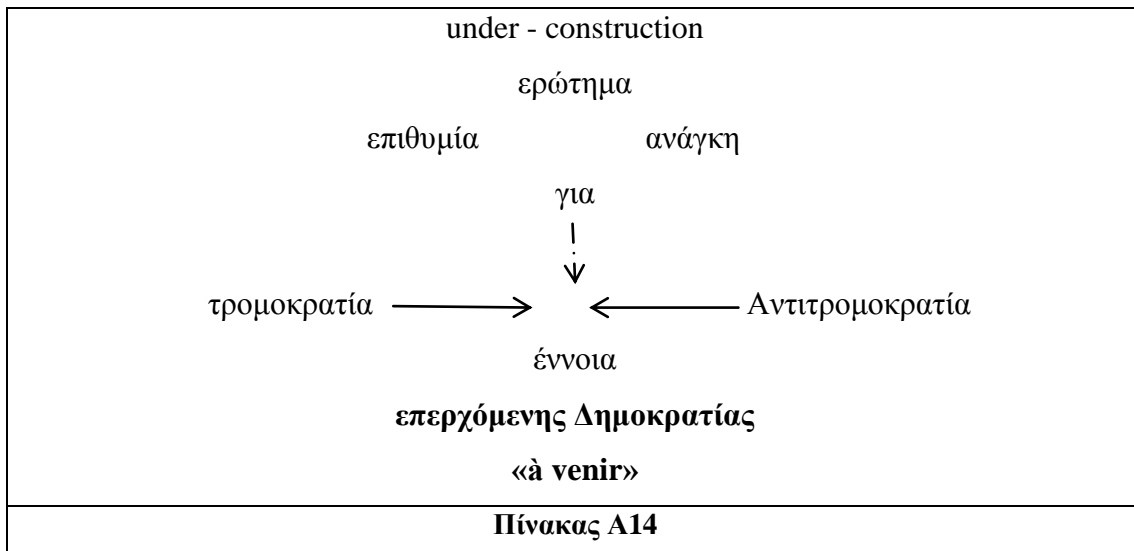 under - construction
ερώτημα
επιθυμία ανάγκη
για
τρομοκρατία Αντιτρομοκρατία
έννοια
επερχόμενης Δημοκρατίας
«à venir»
Πίνακας Α14